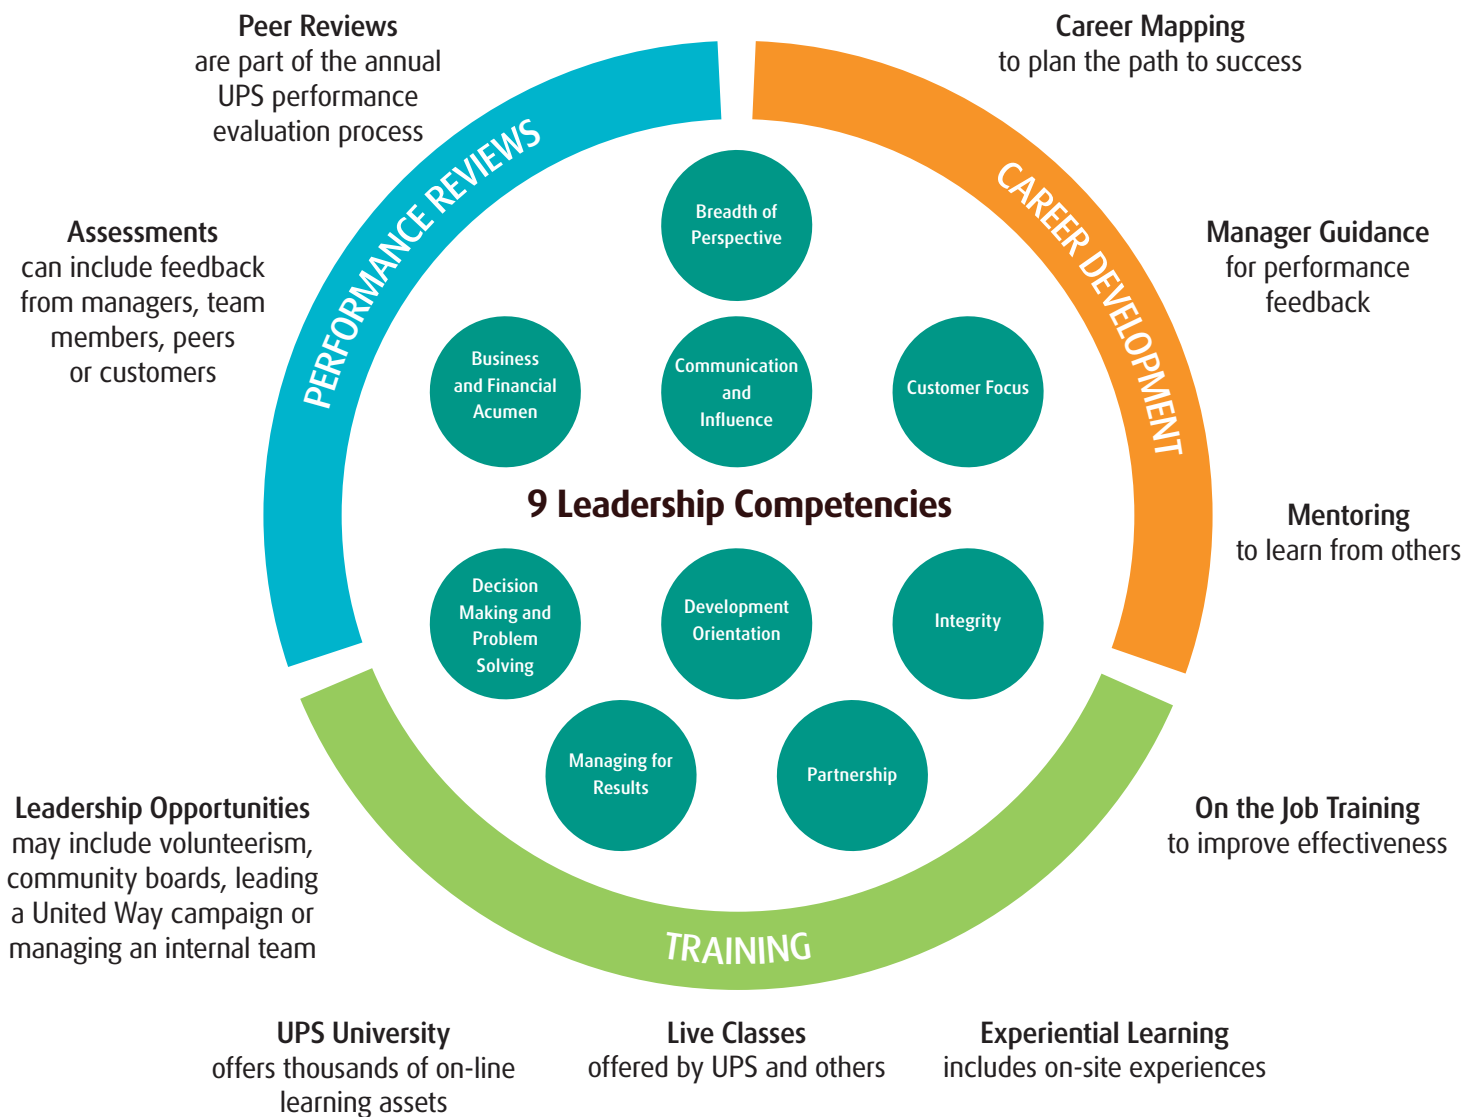 Peer Reviews
are part of the annual
UPS performance
evaluation process
Career Mapping
to plan the path to success
PERFORMANCE REVIEWS
CAREER DEVELOPMENT
Assessments
can include feedback
from managers, team
members, peers
or customers
Manager Guidance
for performance
feedback
Breadth of
Perspective
Business
and Financial
Acumen
Communication
and
Influence
Customer Focus
9 Leadership Competencies
Mentoring
to learn from others
Decision
Making and
Problem
Solving
Development
Orientation
Integrity
Managing for
Results
Partnership
Leadership Opportunities
may include volunteerism,
community boards, leading
a United Way campaign or
managing an internal team
On the Job Training
to improve effectiveness
TRAINING
UPS University
offers thousands of on-line
learning assets
Live Classes
offered by UPS and others
Experiential Learning
includes on-site experiences